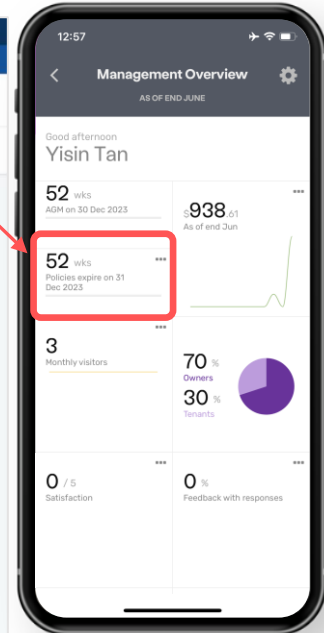 12:57
Management Overview
AS OF END JUNE
Good afternoon
Yisin Tan
52 wks
AGM on 30 Dec 2023
$938.61
As of end Jun
52 wks
Policies expire on 31
Dec 2023
3
Monthly visitors
70 %
Owners
30 %
Tenants
0 / 5
Satisfaction
0 %
Feedback with responses